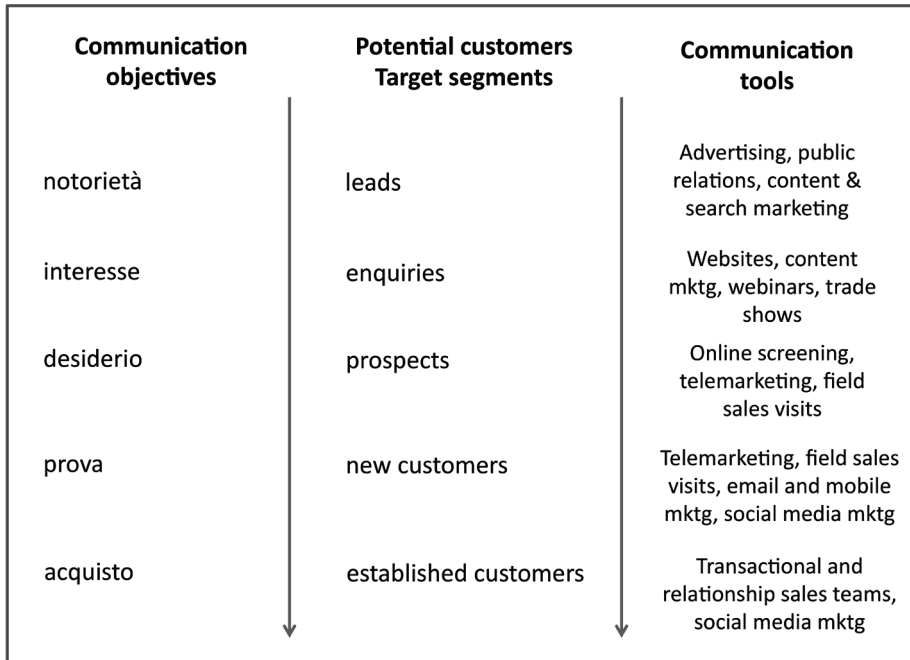 Communication
objectives
Potential customers
Target segments
Communication
tools
notorietà
leads
Advertising, public
relations, content &
search marketing
interesse
enquiries
Websites, content
mktg, webinars, trade
shows
desiderio
prospects
Online screening,
telemarketing, field
sales visits
prova
new customers
Telemarketing, field sales
visits, email and mobile
mktg, social media mktg
acquisto
established customers
Transactional and
relationship sales teams,
social media mktg